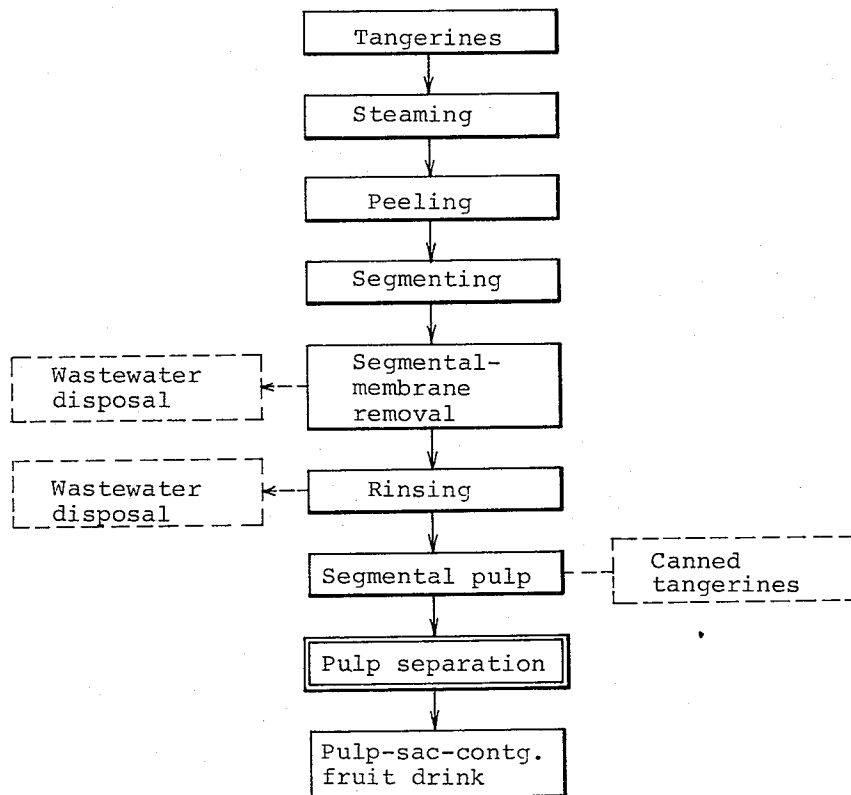 Tangerines
Steaming
Peeling
Segmenting
Segmental-
membrane
removal
Wastewater
disposal
Rinsing
Wastewater
disposal
Segmental pulp
Canned
tangerines
Pulp separation
Pulp-sac-contg.
fruit drink